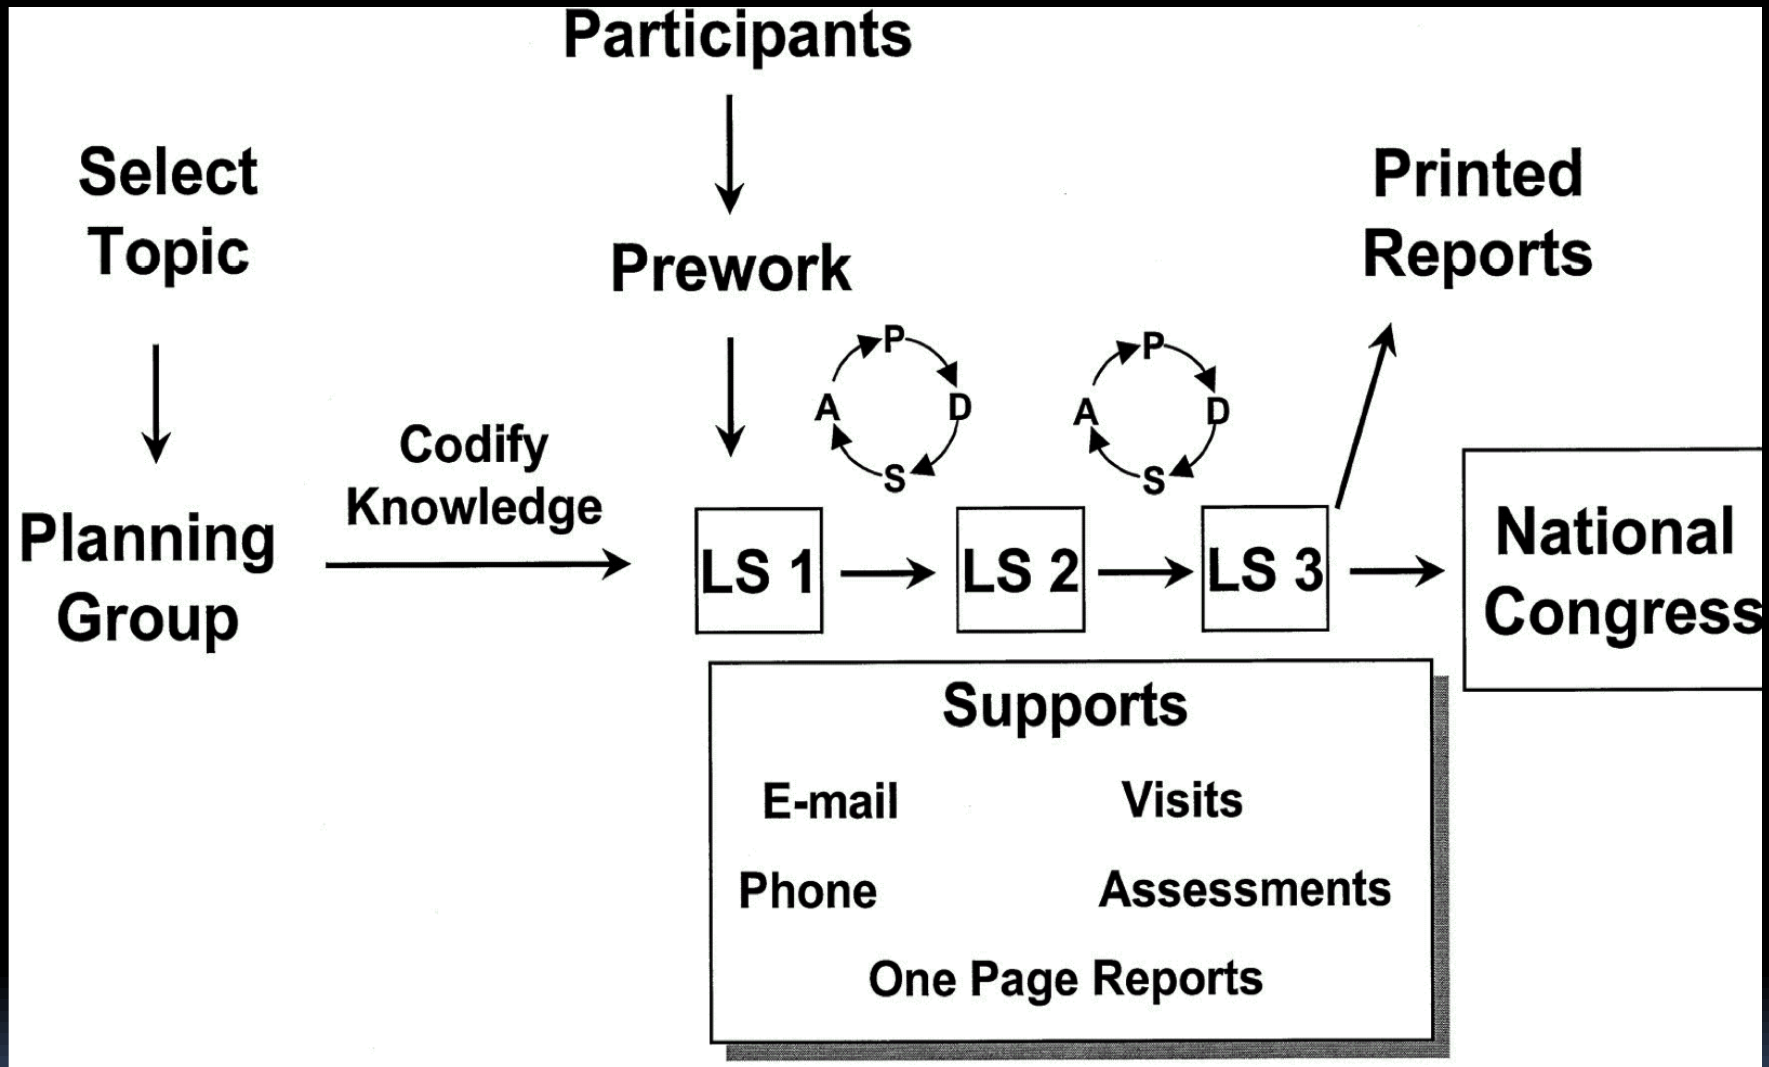 Participants
Select
Topic
Prework
Printed
Reports
P
A
D
S
P
A
D
S
Codify
Knowledge
Planning
Group
LS 1
LS 2
LS 3
National
Congress
Supports
E-mail
Visits
Phone
Assessments
One Page Reports